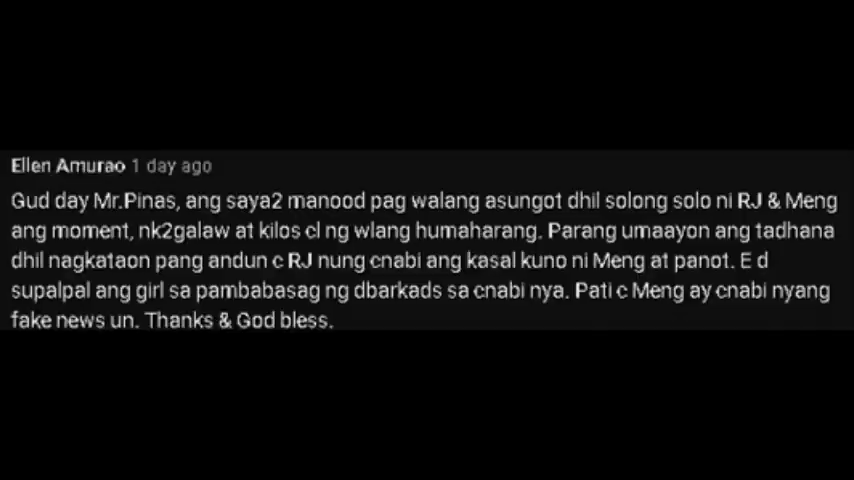 Ellen Amurao 1 day ago
Gud day Mr.Pinas, ang saya2 manood pag walang asungot dhil solong solo ni RJ & Meng
ang moment, nk2galaw at kilos cl ng wlang humaharang. Parang umaayon ang tadhana
dhil nagkataon pang andun c RJ nung cnabi ang kasal kuno ni Meng at panot. E d
supalpal ang girl sa pambabasag ng dbarkads sa cnabi nya. Pati c Meng ay cnabi nyang
fake news un. Thanks & God bless.